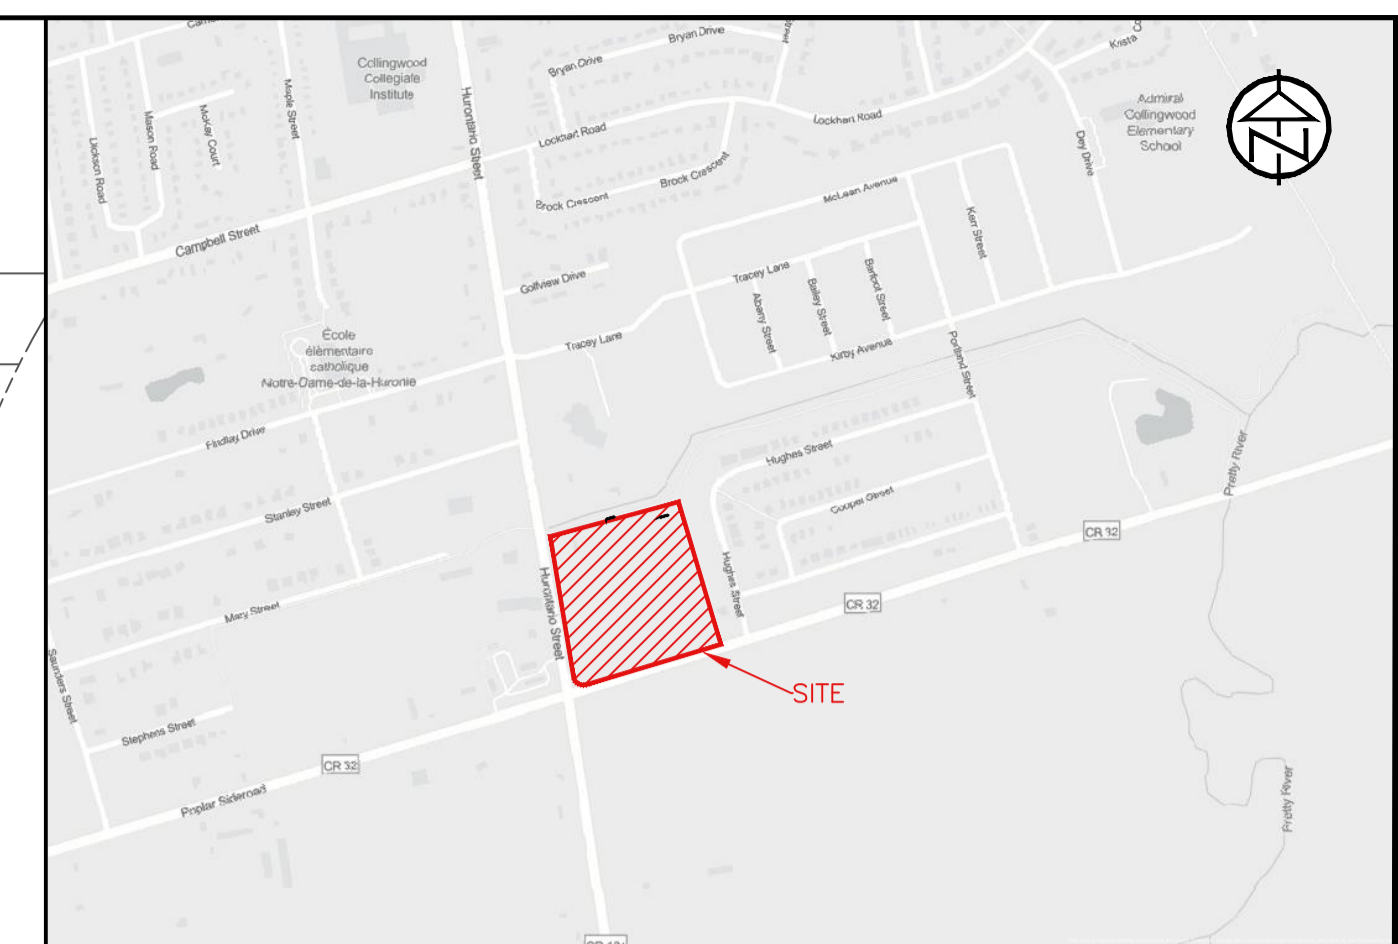 Bryan Drive
Krista
Collingwood
Collegiate
Institute
Bryan Drive
Maple Street
Hurontario Street
Admiral
Collingwood
Elementary
School
N
McKay Court
Mason Road
Dickson Road
Lockhart Road
Lockhart Road
Dey Drive
Brock Crescent
Brock Crescent
McLean Avenue
Kerr Street
Campbell Street
Golfview Drive
Tracey Lane
Barfoot Street
Bailey Street
Albany Street
Tracey Lane
Kirby Avenue
Portland Street
École
élémentaire
catholique
Notre-Dame-de-la-Huronie
Findlay Drive
Hughes Street
Pretty River
Stanley Street
Cooper Street
CR 32
Hurontario Street
Hughes Street
CR 32
Mary Street
Saunders Street
SITE
Stephens Street
CR 32
Poplar Sideroad
Pretty River